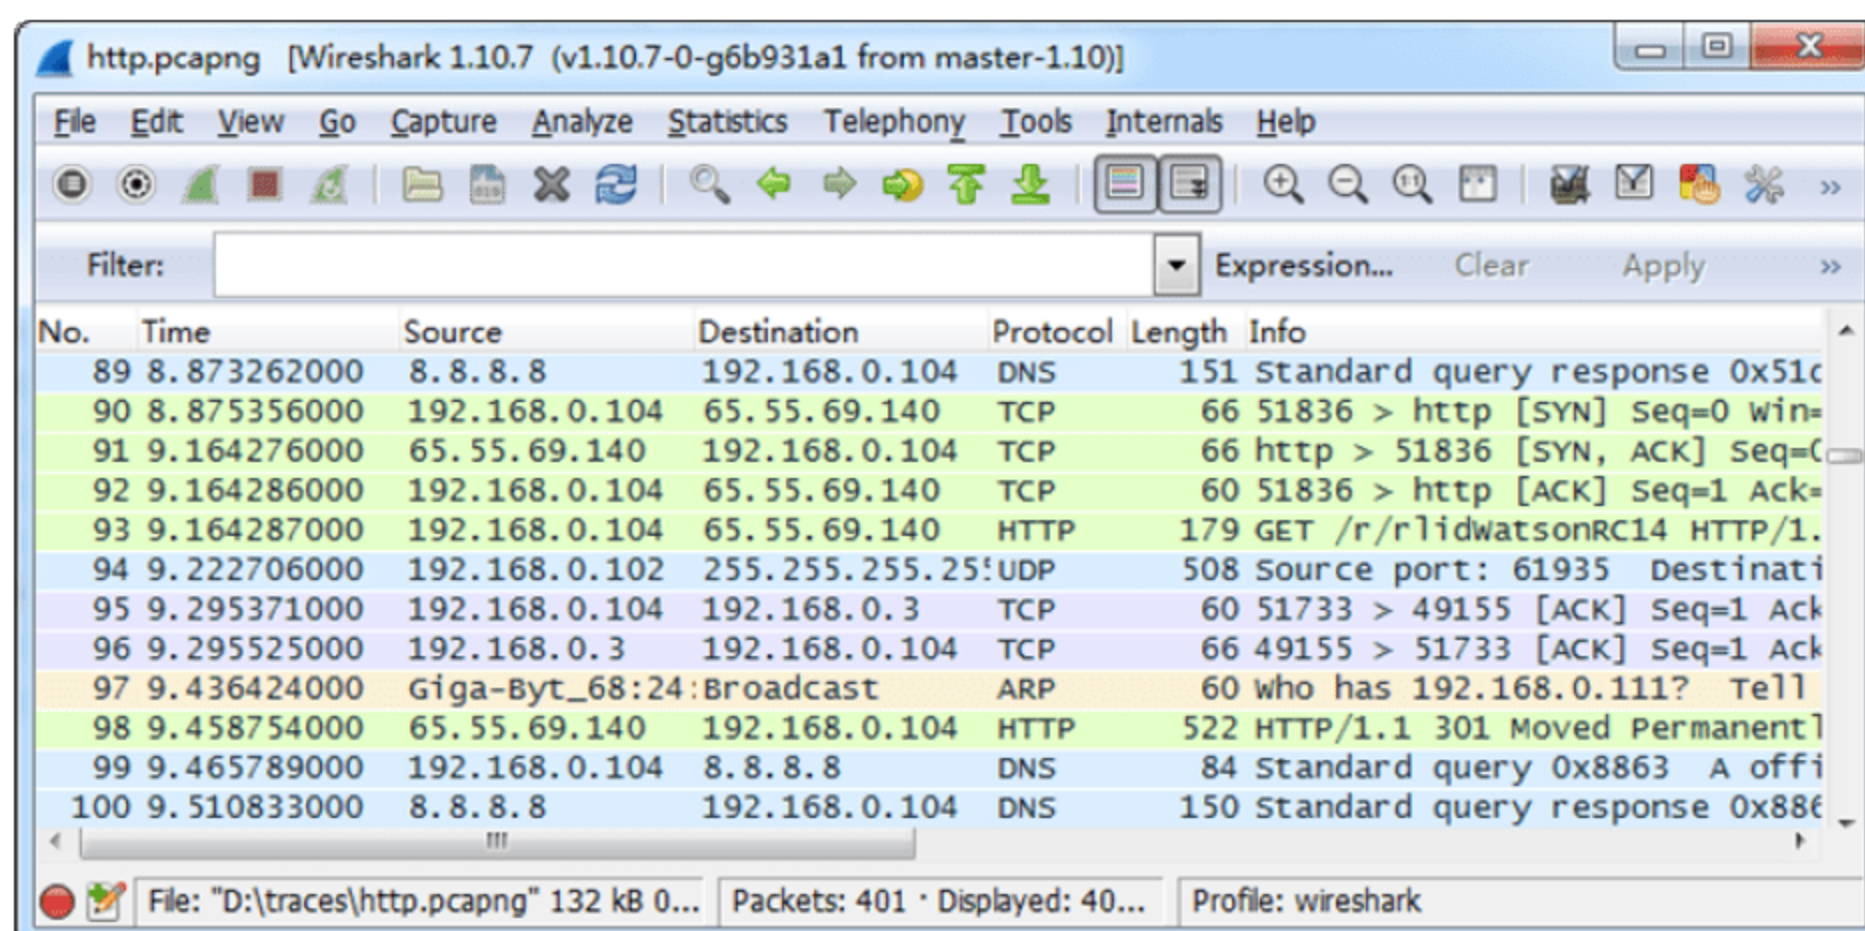 http.pcapng [Wireshark 1.10.7 (v1.10.7-0-g6b931a1 from master-1.10)]
File Edit View Go Capture Analyze Statistics Telephony Tools Internals Help
Filter: Expression... Clear Apply »
No. Time Source Destination Protocol Length Info
89 8.873262000 8.8.8.8 192.168.0.104 DNS 151 Standard query response 0x51c
90 8.875356000 192.168.0.104 65.55.69.140 TCP 66 51836 > http [SYN] Seq=0 Win=
91 9.164276000 65.55.69.140 192.168.0.104 TCP 66 http > 51836 [SYN, ACK] Seq=0
92 9.164286000 192.168.0.104 65.55.69.140 TCP 60 51836 > http [ACK] Seq=1 Ack=
93 9.164287000 192.168.0.104 65.55.69.140 HTTP 179 GET /r/rlidWatsonRC14 HTTP/1.
94 9.222706000 192.168.0.102 255.255.255.25 UDP 508 Source port: 61935 Destinati
95 9.295371000 192.168.0.104 192.168.0.3 TCP 60 51733 > 49155 [ACK] Seq=1 Ack
96 9.295525000 192.168.0.3 192.168.0.104 TCP 66 49155 > 51733 [ACK] Seq=1 Ack
97 9.436424000 Giga-Byt_68:24: Broadcast ARP 60 Who has 192.168.0.111? Tell
98 9.458754000 65.55.69.140 192.168.0.104 HTTP 522 HTTP/1.1 301 Moved Permanentl
99 9.465789000 192.168.0.104 8.8.8.8 DNS 84 Standard query 0x8863 A offi
100 9.510833000 8.8.8.8 192.168.0.104 DNS 150 Standard query response 0x886
File: "D:\traces\http.pcapng" 132 kB 0... Packets: 401 · Displayed: 40... Profile: wireshark